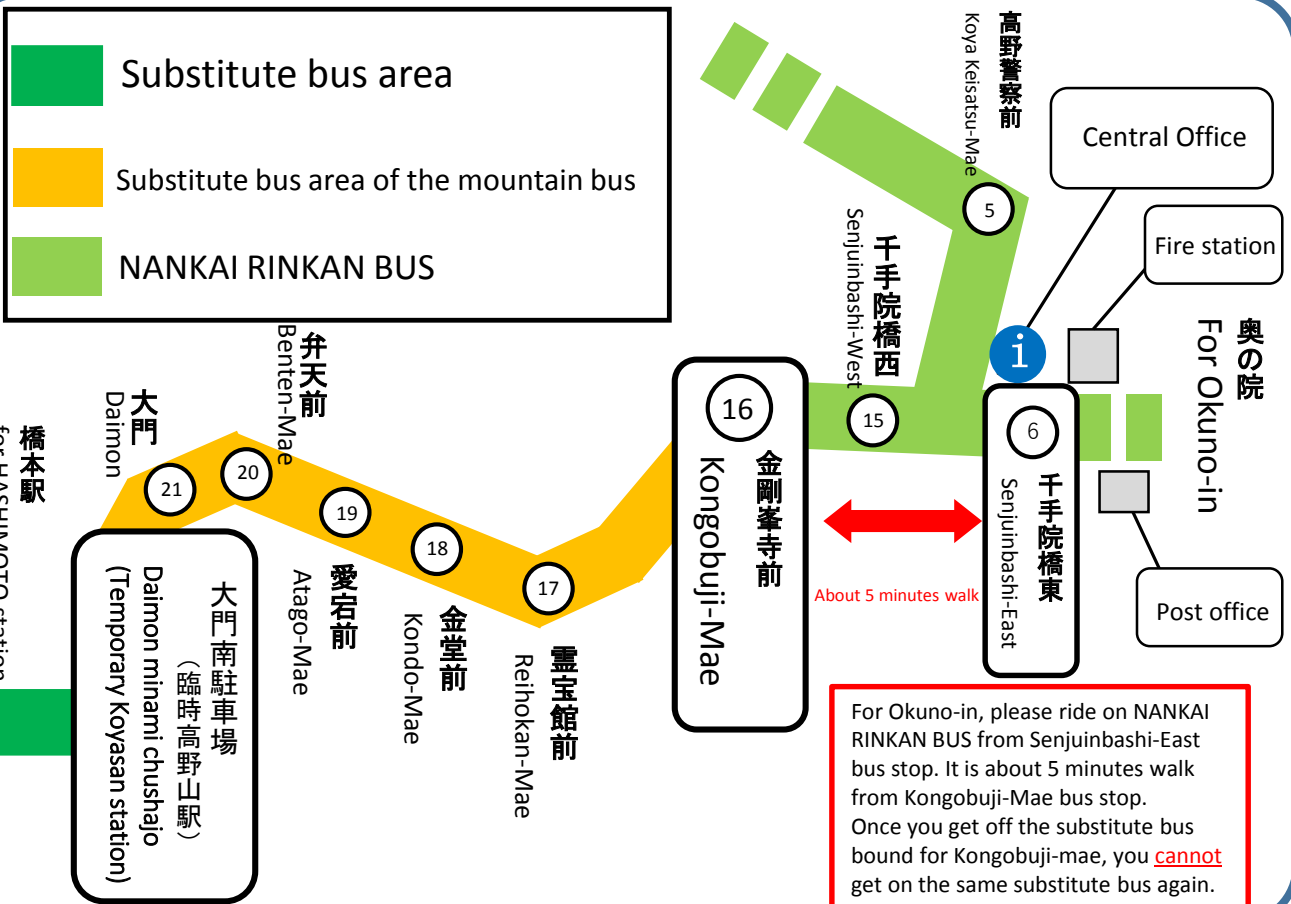 Substitute bus area
Substitute bus area of the mountain bus
NANKAI RINKAN BUS
高野警察前
Koya Keisatsu-Mae
5
Central Office
Fire station
奥の院
For Okuno-in
i
千手院橋西
Senjuinbashi-West
15
6
千手院橋東
Senjuinbashi-East
Post office
16
金剛峯寺前
Kongobuji-Mae
About 5 minutes walk
17
霊宝館前
Reihokan-Mae
18
金堂前
Kondo-Mae
19
愛宕前
Atago-Mae
20
弁天前
Benten-Mae
21
大門
Daimon
橋本駅
for HASHIMOTO station
大門南駐車場
（臨時高野山駅）
Daimon minami chushajo
(Temporary Koyasan station)
For Okuno-in, please ride on NANKAI
RINKAN BUS from Senjuinbashi-East
bus stop. It is about 5 minutes walk
from Kongobuji-Mae bus stop.
Once you get off the substitute bus
bound for Kongobuji-mae, you cannot
get on the same substitute bus again.